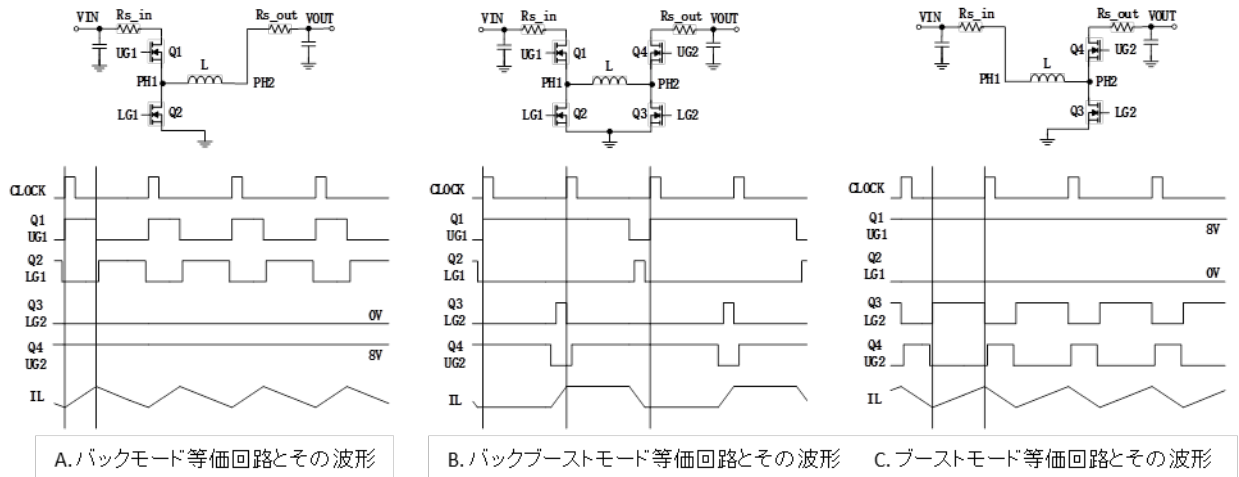 VIN Rs_in Rs_out VOUT
UG1 Q1
L
PH1 PH2
LG1 Q2
CLOCK
Q1
UG1
Q2
LG1
Q3
LG2 0V
Q4
UG2 8V
IL
A.バックモード等価回路とその波形
VIN Rs_in Rs_out VOUT
UG1 Q1 Q4 UG2
L
PH1 PH2
LG1 Q2 Q3 LG2
CLOCK
Q1
UG1
Q2
LG1
Q3
LG2
Q4
UG2
IL
B.バックブーストモード等価回路とその波形
VIN Rs_in Rs_out VOUT
Q4 UG2
L
PH1 PH2
Q3 LG2
CLOCK
Q1
UG1 8V
Q2
LG1 0V
Q3
LG2
Q4
UG2
IL
C.ブーストモード等価回路とその波形